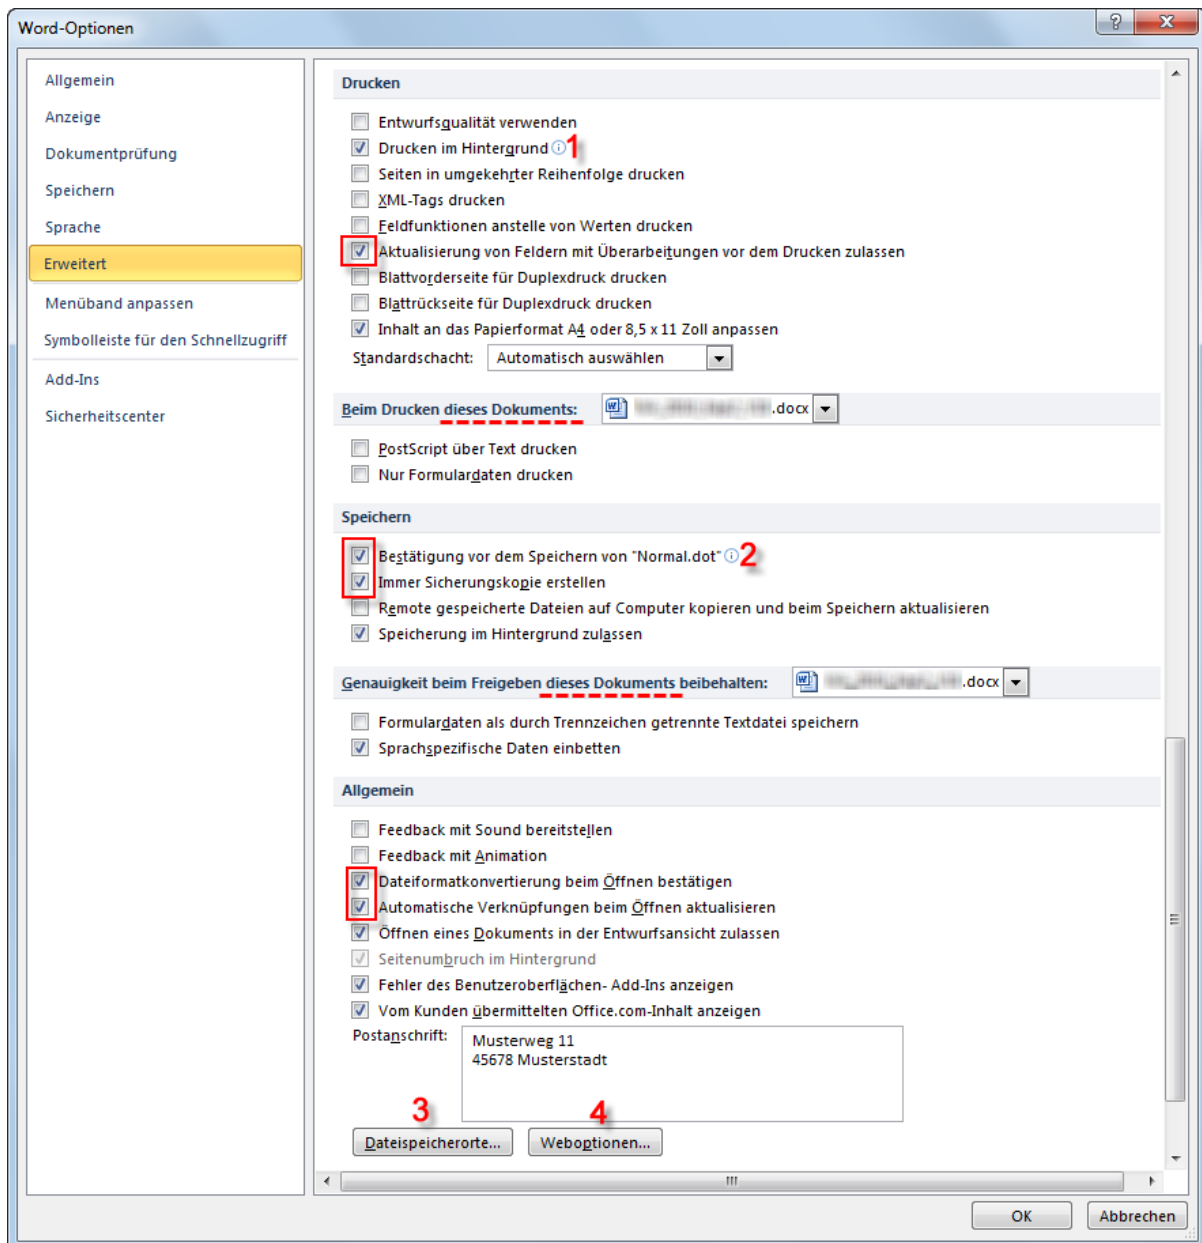 Word-Optionen
Allgemein
Anzeige
Dokumentprüfung
Speichern
Sprache
Erweitert
Menüband anpassen
Symbolleiste für den Schnellzugriff
Add-Ins
Sicherheitscenter
Drucken
Entwurfsqualität verwenden
Drucken im Hintergrund 1
Seiten in umgekehrter Reihenfolge drucken
XML-Tags drucken
Feldfunktionen anstelle von Werten drucken
Aktualisierung von Feldern mit Überarbeitungen vor dem Drucken zulassen
Blattvorderseite für Duplexdruck drucken
Blattrückseite für Duplexdruck drucken
Inhalt an das Papierformat A4 oder 8,5 x 11 Zoll anpassen
Standardschacht: Automatisch auswählen
Beim Drucken dieses Dokuments: .docx
PostScript über Text drucken
Nur Formulardaten drucken
Speichern
Bestätigung vor dem Speichern von "Normal.dot" 2
Immer Sicherungskopie erstellen
Remote gespeicherte Dateien auf Computer kopieren und beim Speichern aktualisieren
Speicherung im Hintergrund zulassen
Genauigkeit beim Freigeben dieses Dokuments beibehalten: .docx
Formulardaten als durch Trennzeichen getrennte Textdatei speichern
Sprachspezifische Daten einbetten
Allgemein
Feedback mit Sound bereitstellen
Feedback mit Animation
Dateiformatkonvertierung beim Öffnen bestätigen
Automatische Verknüpfungen beim Öffnen aktualisieren
Öffnen eines Dokuments in der Entwurfsansicht zulassen
Seitenumbruch im Hintergrund
Fehler des Benutzeroberflächen- Add-Ins anzeigen
Vom Kunden übermittelten Office.com-Inhalt anzeigen
Postanschrift: Musterweg 11
45678 Musterstadt
3 4
Dateispeicherorte... Weboptionen...
OK Abbrechen